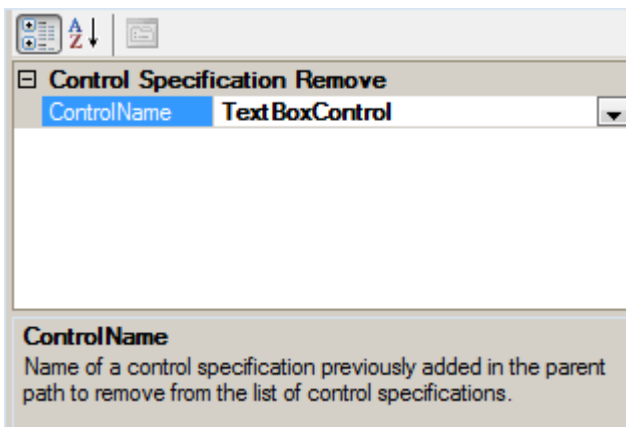 A
Z
Control Specification Remove
ControlName TextBoxControl
ControlName
Name of a control specification previously added in the parent
path to remove from the list of control specifications.